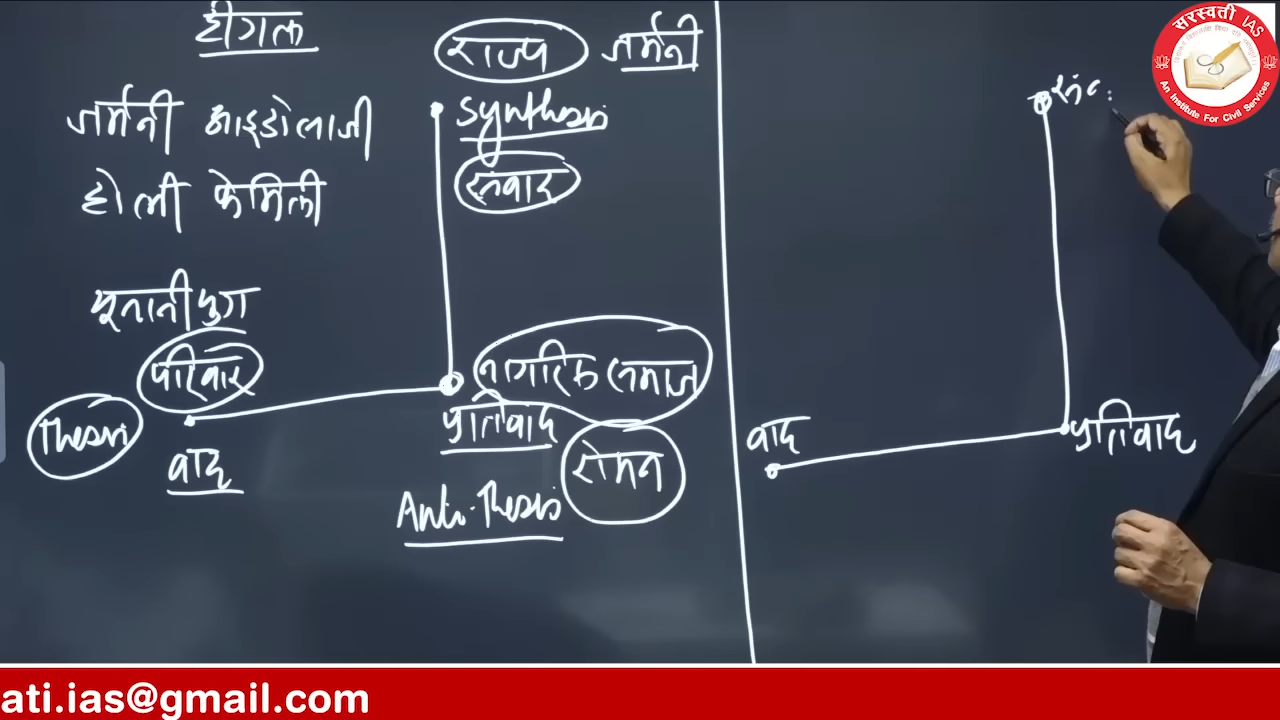 हीगल
राज्य जर्मनी
जर्मनी आइडोलाजी
Synthesis
होली फेमिली
संवाद
यूनानी युग
परिवार
नागरिक समाज
Thesis
प्रतिवाद
वाद
रोमन
Anti-Thesis
वाद
प्रतिवाद
सरस्वती IAS
An Institute For Civil Services
ati.ias@gmail.com